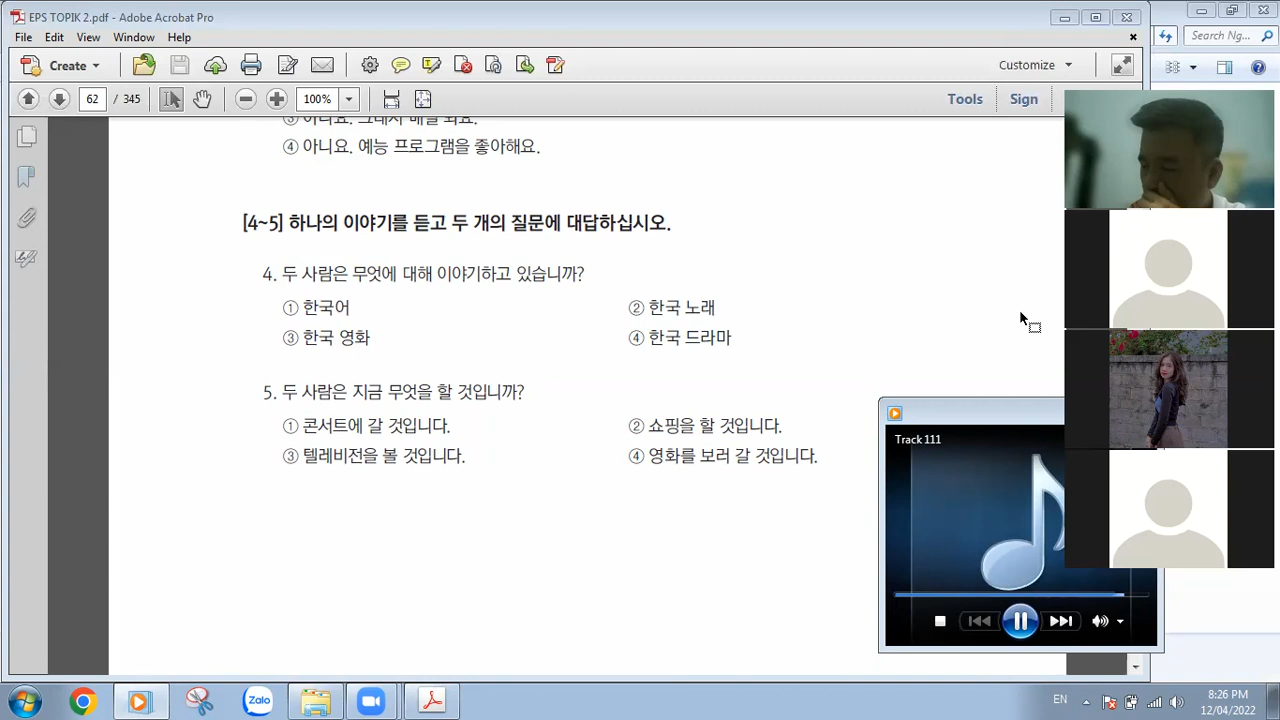 EPS TOPIK 2.pdf - Adobe Acrobat Pro
File Edit View Window Help
Search Ng...
Create
Customize
62 / 345
100%
Tools
Sign
④ 아니요. 예능 프로그램을 좋아해요.
[4~5] 하나의 이야기를 듣고 두 개의 질문에 대답하십시오.
4. 두 사람은 무엇에 대해 이야기하고 있습니까?
① 한국어 ② 한국 노래
③ 한국 영화 ④ 한국 드라마
5. 두 사람은 지금 무엇을 할 것입니까?
① 콘서트에 갈 것입니다. ② 쇼핑을 할 것입니다.
③ 텔레비전을 볼 것입니다. ④ 영화를 보러 갈 것입니다.
Track 111
Zalo
EN
8:26 PM
12/04/2022